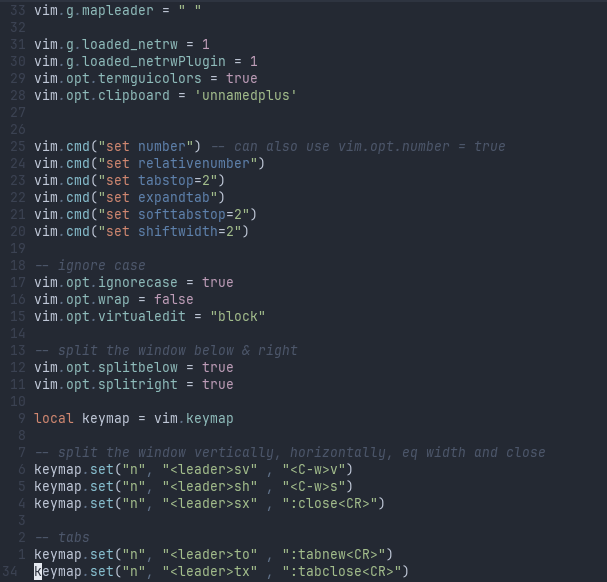 33 vim.g.mapleader = " "
32
31 vim.g.loaded_netrw = 1
30 vim.g.loaded_netrwPlugin = 1
29 vim.opt.termguicolors = true
28 vim.opt.clipboard = 'unnamedplus'
27
26
25 vim.cmd("set number") -- can also use vim.opt.number = true
24 vim.cmd("set relativenumber")
23 vim.cmd("set tabstop=2")
22 vim.cmd("set expandtab")
21 vim.cmd("set softtabstop=2")
20 vim.cmd("set shiftwidth=2")
19
18 -- ignore case
17 vim.opt.ignorecase = true
16 vim.opt.wrap = false
15 vim.opt.virtualedit = "block"
14
13 -- split the window below & right
12 vim.opt.splitbelow = true
11 vim.opt.splitright = true
10
9 local keymap = vim.keymap
8
7 -- split the window vertically, horizontally, eq width and close
6 keymap.set("n", "<leader>sv" , "<C-w>v")
5 keymap.set("n", "<leader>sh" , "<C-w>s")
4 keymap.set("n", "<leader>sx" , ":close<CR>")
3
2 -- tabs
1 keymap.set("n", "<leader>to" , ":tabnew<CR>")
34 keymap.set("n", "<leader>tx" , ":tabclose<CR>")